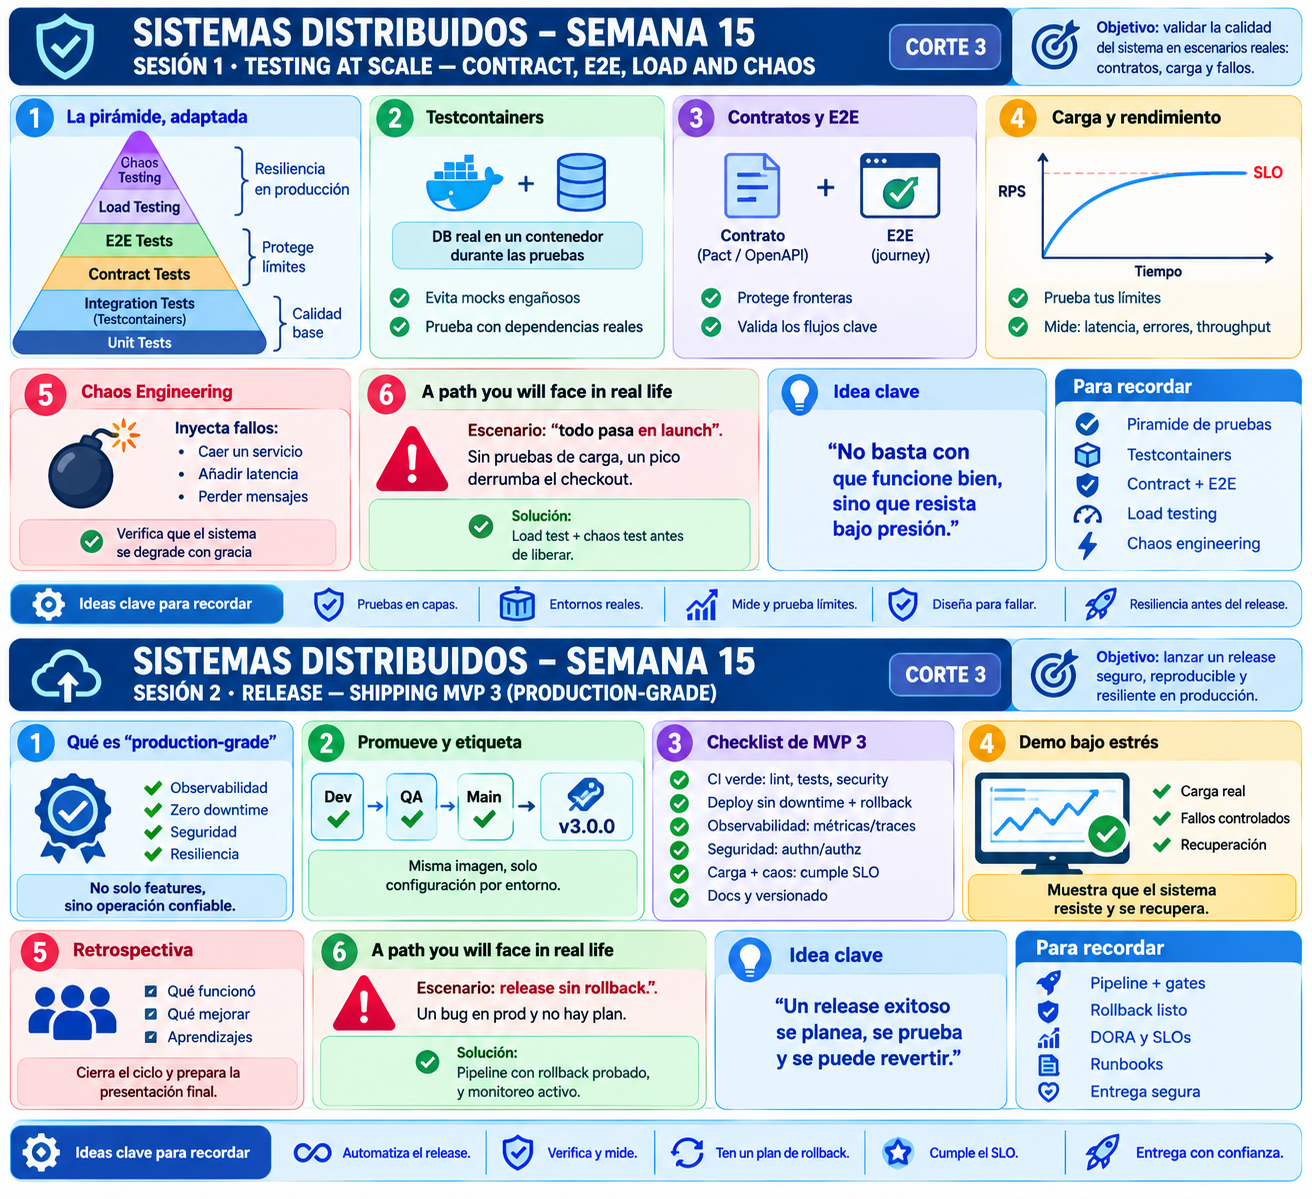 SISTEMAS DISTRIBUIDOS – SEMANA 15
SESIÓN 1 · TESTING AT SCALE — CONTRACT, E2E, LOAD AND CHAOS
CORTE 3
Objetivo: validar la calidad
del sistema en escenarios reales:
contratos, carga y fallos.
1
La pirámide, adaptada
Chaos
Testing
Load Testing
E2E Tests
Contract Tests
Integration Tests
(Testcontainers)
Unit Tests
Resiliencia
en producción
Protege
límites
Calidad
base
2
Testcontainers
+
DB real en un contenedor
durante las pruebas
Evita mocks engañosos
Prueba con dependencias reales
3
Contratos y E2E
+
Contrato
(Pact / OpenAPI)
E2E
(journey)
Protege fronteras
Valida los flujos clave
4
Carga y rendimiento
RPS
SLO
Tiempo
Prueba tus límites
Mide: latencia, errores, throughput
5
Chaos Engineering
Inyecta fallos:
• Caer un servicio
• Añadir latencia
• Perder mensajes
Verifica que el sistema
se degrade con gracia
6
A path you will face in real life
Escenario: “todo pasa en launch”.
Sin pruebas de carga, un pico
derrumba el checkout.
Solución:
Load test + chaos test antes
de liberar.
Idea clave
“No basta con
que funcione bien,
sino que resista
bajo presión.”
Para recordar
Piramide de pruebas
Testcontainers
Contract + E2E
Load testing
Chaos engineering
Ideas clave para recordar
Pruebas en capas.
Entornos reales.
Mide y prueba límites.
Diseña para fallar.
Resiliencia antes del release.
SISTEMAS DISTRIBUIDOS – SEMANA 15
SESIÓN 2 · RELEASE — SHIPPING MVP 3 (PRODUCTION-GRADE)
CORTE 3
Objetivo: lanzar un release
seguro, reproducible y
resiliente en producción.
1
Qué es “production-grade”
Observabilidad
Zero downtime
Seguridad
Resiliencia
No solo features,
sino operación confiable.
2
Promueve y etiqueta
Dev
QA
Main
v3.0.0
Misma imagen, solo
configuración por entorno.
3
Checklist de MVP 3
CI verde: lint, tests, security
Deploy sin downtime + rollback
Observabilidad: métricas/traces
Seguridad: authn/authz
Carga + caos: cumple SLO
Docs y versionado
4
Demo bajo estrés
Carga real
Fallos controlados
Recuperación
Muestra que el sistema
resiste y se recupera.
5
Retrospectiva
Qué funcionó
Qué mejorar
Aprendizajes
Cierra el ciclo y prepara la
presentación final.
6
A path you will face in real life
Escenario: release sin rollback.”.
Un bug en prod y no hay plan.
Solución:
Pipeline con rollback probado,
y monitoreo activo.
Idea clave
“Un release exitoso
se planea, se prueba
y se puede revertir.”
Para recordar
Pipeline + gates
Rollback listo
DORA y SLOs
Runbooks
Entrega segura
Ideas clave para recordar
Automatiza el release.
Verifica y mide.
Ten un plan de rollback.
Cumple el SLO.
Entrega con confianza.